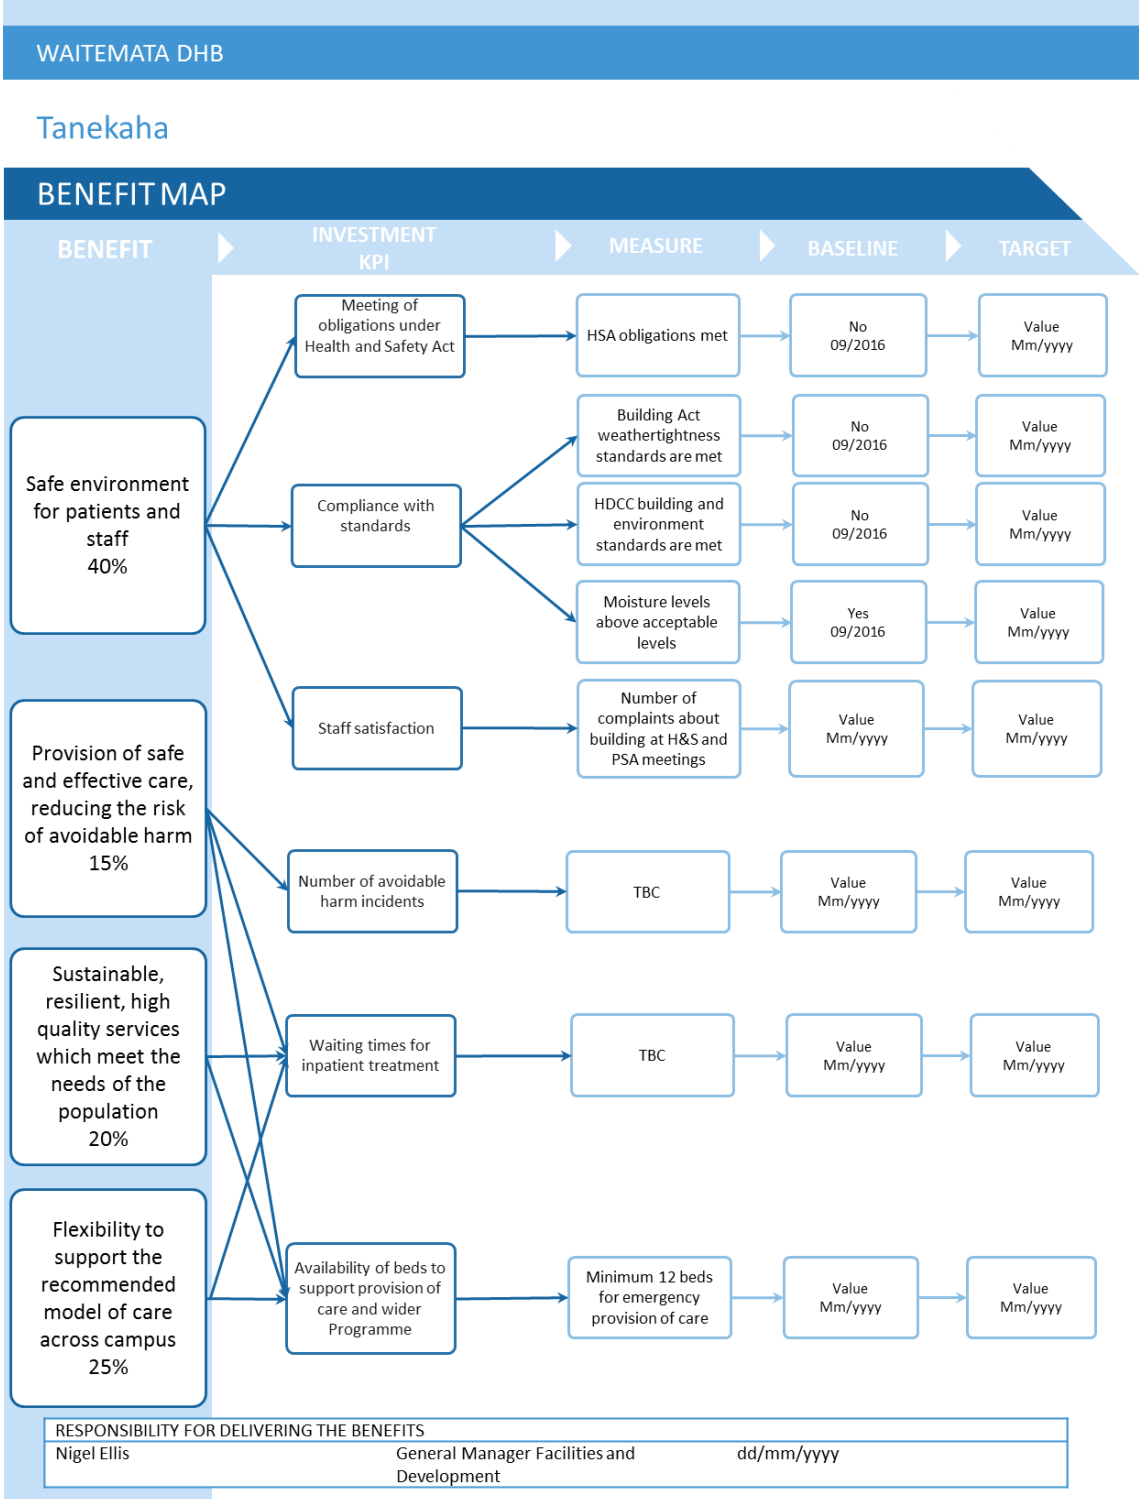 WAITEMATA DHB
Tanekaha
BENEFIT MAP
BENEFIT
INVESTMENT
KPI
MEASURE
BASELINE
TARGET
Safe environment
for patients and
staff
40%
Meeting of
obligations under
Health and Safety Act
HSA obligations met
No
09/2016
Value
Mm/yyyy
Compliance with
standards
Building Act
weathertightness
standards are met
No
09/2016
Value
Mm/yyyy
HDCC building and
environment
standards are met
No
09/2016
Value
Mm/yyyy
Moisture levels
above acceptable
levels
Yes
09/2016
Value
Mm/yyyy
Staff satisfaction
Number of
complaints about
building at H&S and
PSA meetings
Value
Mm/yyyy
Value
Mm/yyyy
Provision of safe
and effective care,
reducing the risk
of avoidable harm
15%
Number of avoidable
harm incidents
TBC
Value
Mm/yyyy
Value
Mm/yyyy
Sustainable,
resilient, high
quality services
which meet the
needs of the
population
20%
Waiting times for
inpatient treatment
TBC
Value
Mm/yyyy
Value
Mm/yyyy
Flexibility to
support the
recommended
model of care
across campus
25%
Availability of beds to
support provision of
care and wider
Programme
Minimum 12 beds
for emergency
provision of care
Value
Mm/yyyy
Value
Mm/yyyy
RESPONSIBILITY FOR DELIVERING THE BENEFITS
Nigel Ellis
General Manager Facilities and
Development
dd/mm/yyyy